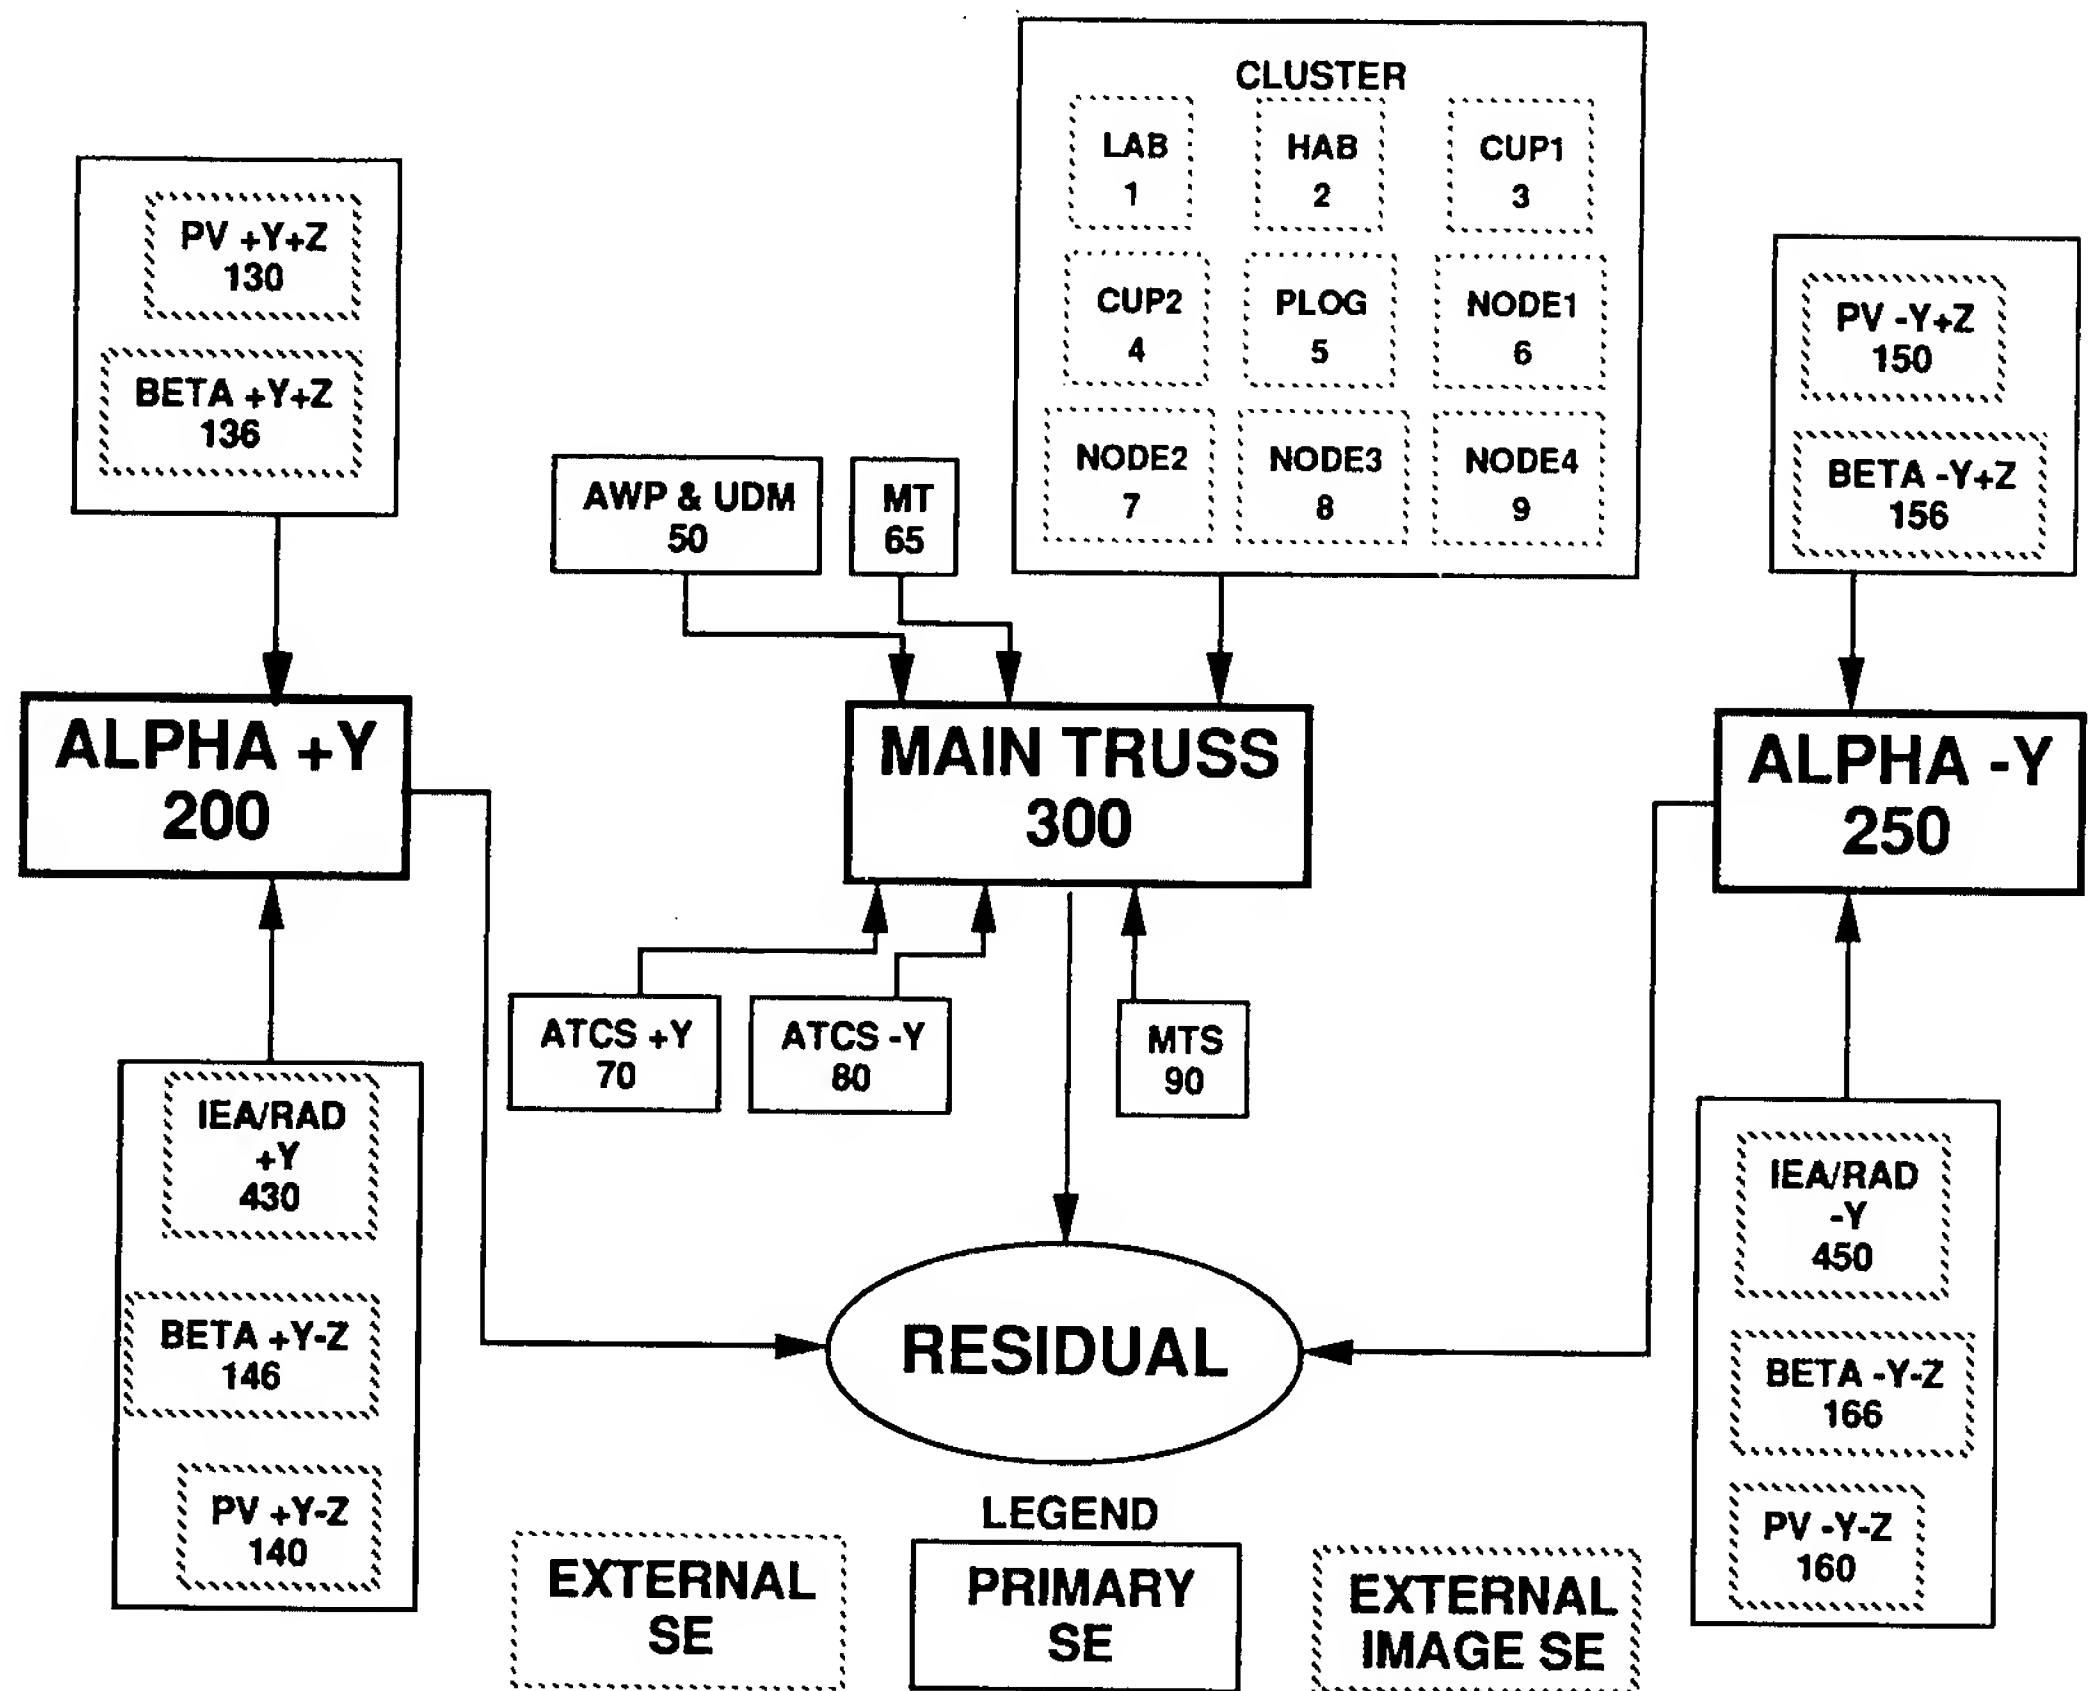 CLUSTER
LAB
1
HAB
2
CUP1
3
CUP2
4
PLOG
5
NODE1
6
NODE2
7
NODE3
8
NODE4
9
PV +Y+Z
130
BETA +Y+Z
136
AWP & UDM
50
MT
65
PV -Y+Z
150
BETA -Y+Z
156
ALPHA +Y
200
MAIN TRUSS
300
ALPHA -Y
250
ATCS +Y
70
ATCS -Y
80
MTS
90
IEA/RAD
+Y
430
BETA +Y-Z
146
PV +Y-Z
140
RESIDUAL
IEA/RAD
-Y
450
BETA -Y-Z
166
PV -Y-Z
160
LEGEND
EXTERNAL
SE
PRIMARY
SE
EXTERNAL
IMAGE SE